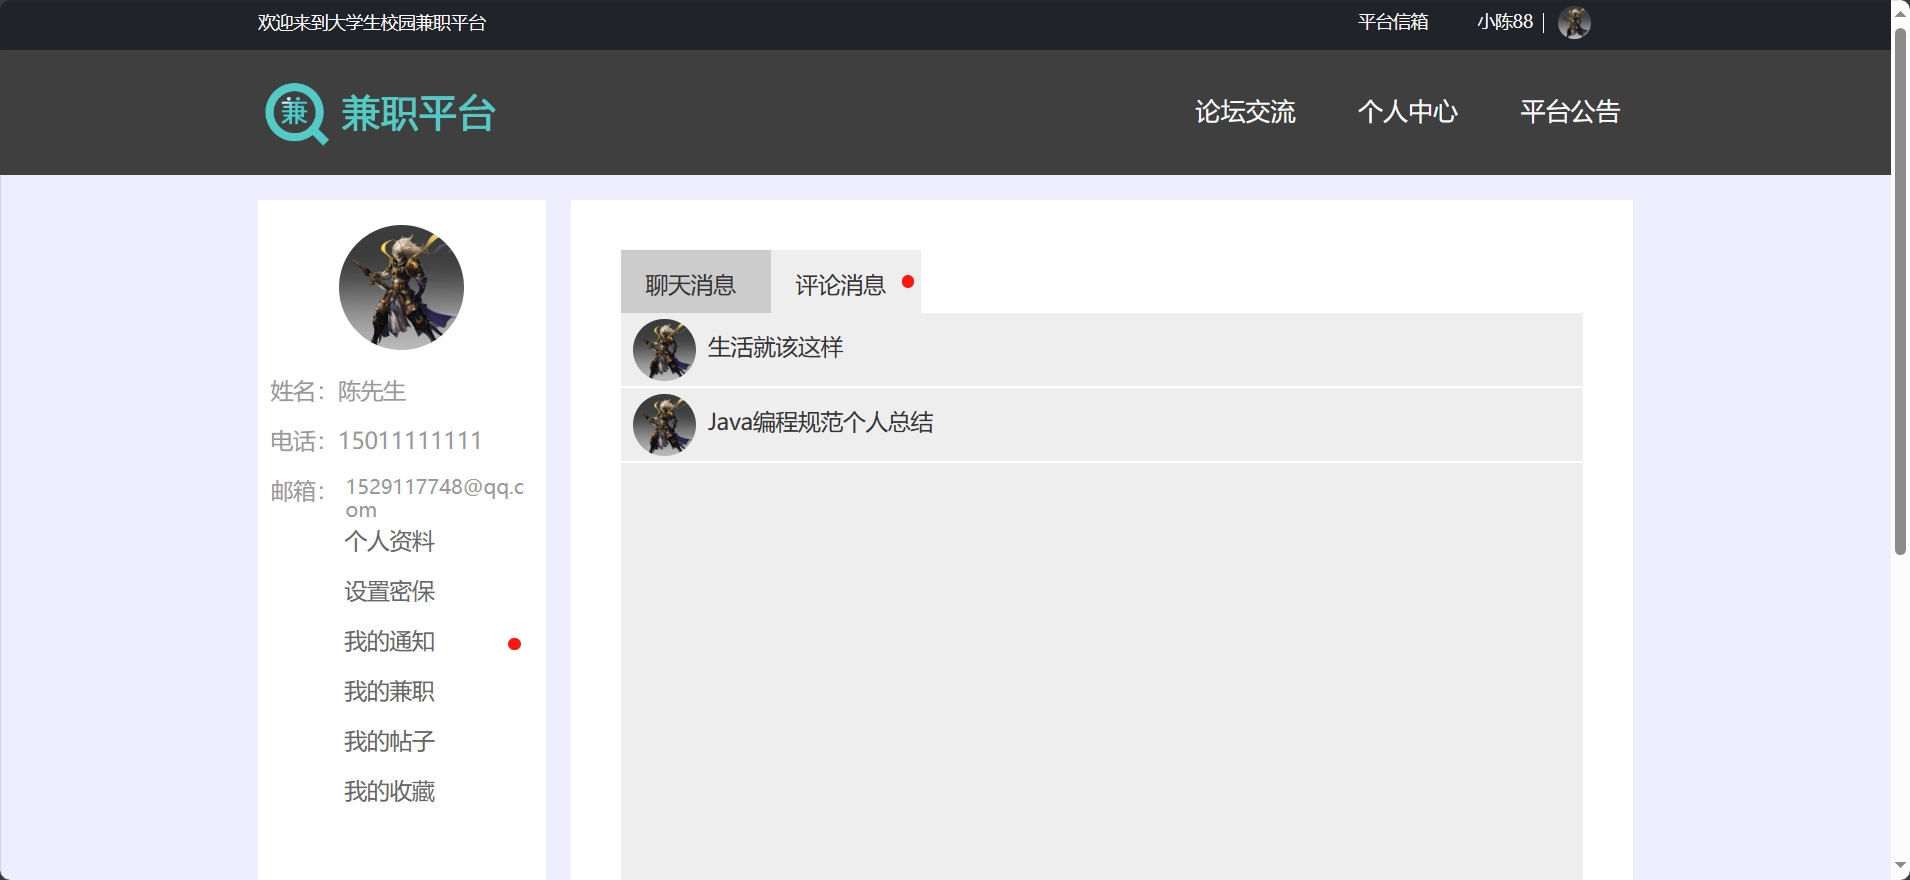 欢迎来到大学生校园兼职平台
平台信箱 小陈88
兼 兼职平台
论坛交流 个人中心 平台公告
姓名：陈先生
电话：15011111111
邮箱：1529117748@qq.c
om
个人资料
设置密保
我的通知
我的兼职
我的帖子
我的收藏
聊天消息 评论消息
生活就该这样
Java编程规范个人总结